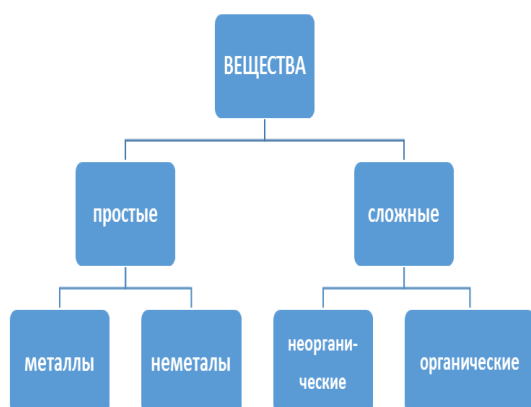 ВЕЩЕСТВА
простые
сложные
металлы
неметалы
неоргани-
ческие
органические